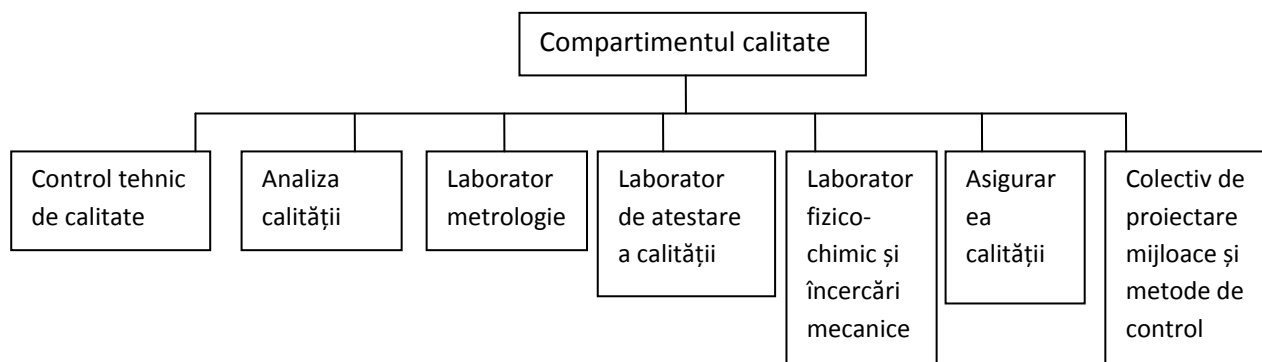 Compartimentul calitate
Control tehnic
de calitate
Analiza
calității
Laborator
metrologie
Laborator
de atestare
a calității
Laborator
fizico-
chimic și
încercări
mecanice
Asigurar
ea
calității
Colectiv de
proiectare
mijloace și
metode de
control